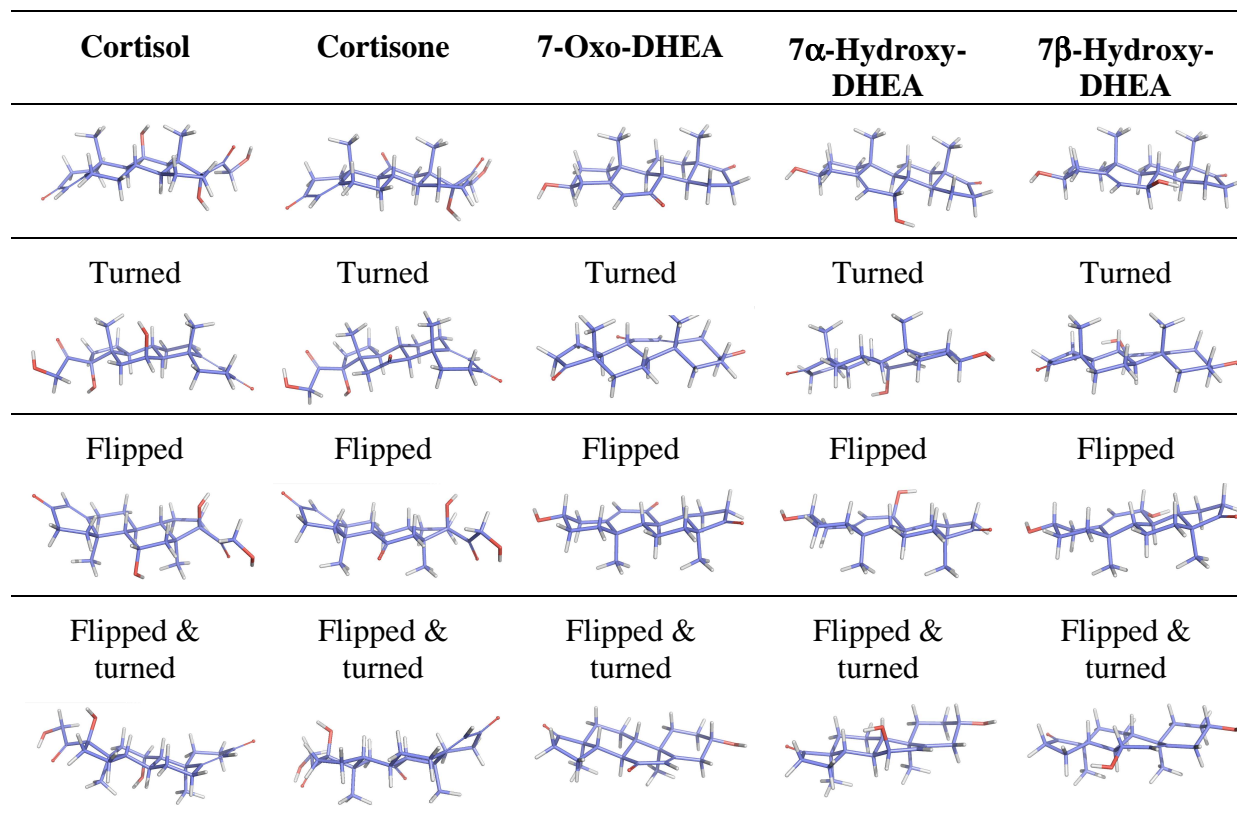 Cortisol Cortisone 7-Oxo-DHEA 7α-Hydroxy- 7β-Hydroxy-
DHEA DHEA
Turned Turned Turned Turned Turned
Flipped Flipped Flipped Flipped Flipped
Flipped & Flipped & Flipped & Flipped & Flipped &
turned turned turned turned turned